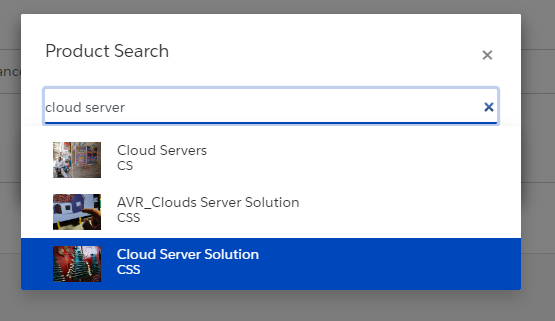 Product Search
cloud server
Cloud Servers
CS
AVR_Clouds Server Solution
CSS
Cloud Server Solution
CSS